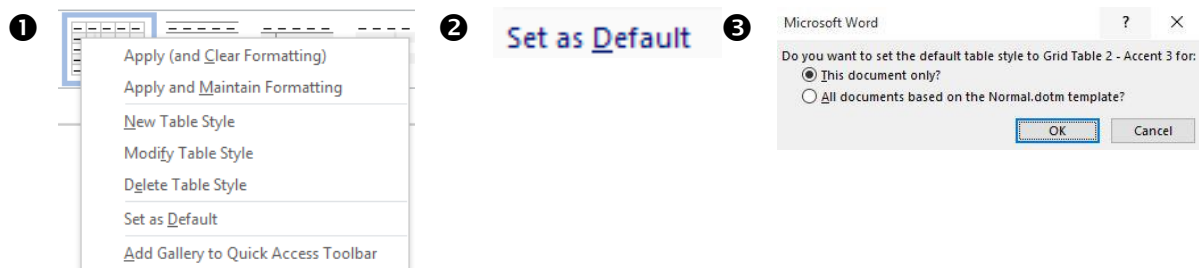 ❶
Apply (and Clear Formatting)
Apply and Maintain Formatting
New Table Style
Modify Table Style
Delete Table Style
Set as Default
Add Gallery to Quick Access Toolbar
❷
Set as Default
❸
Microsoft Word ? ×
Do you want to set the default table style to Grid Table 2 - Accent 3 for:
This document only?
All documents based on the Normal.dotm template?
OK Cancel